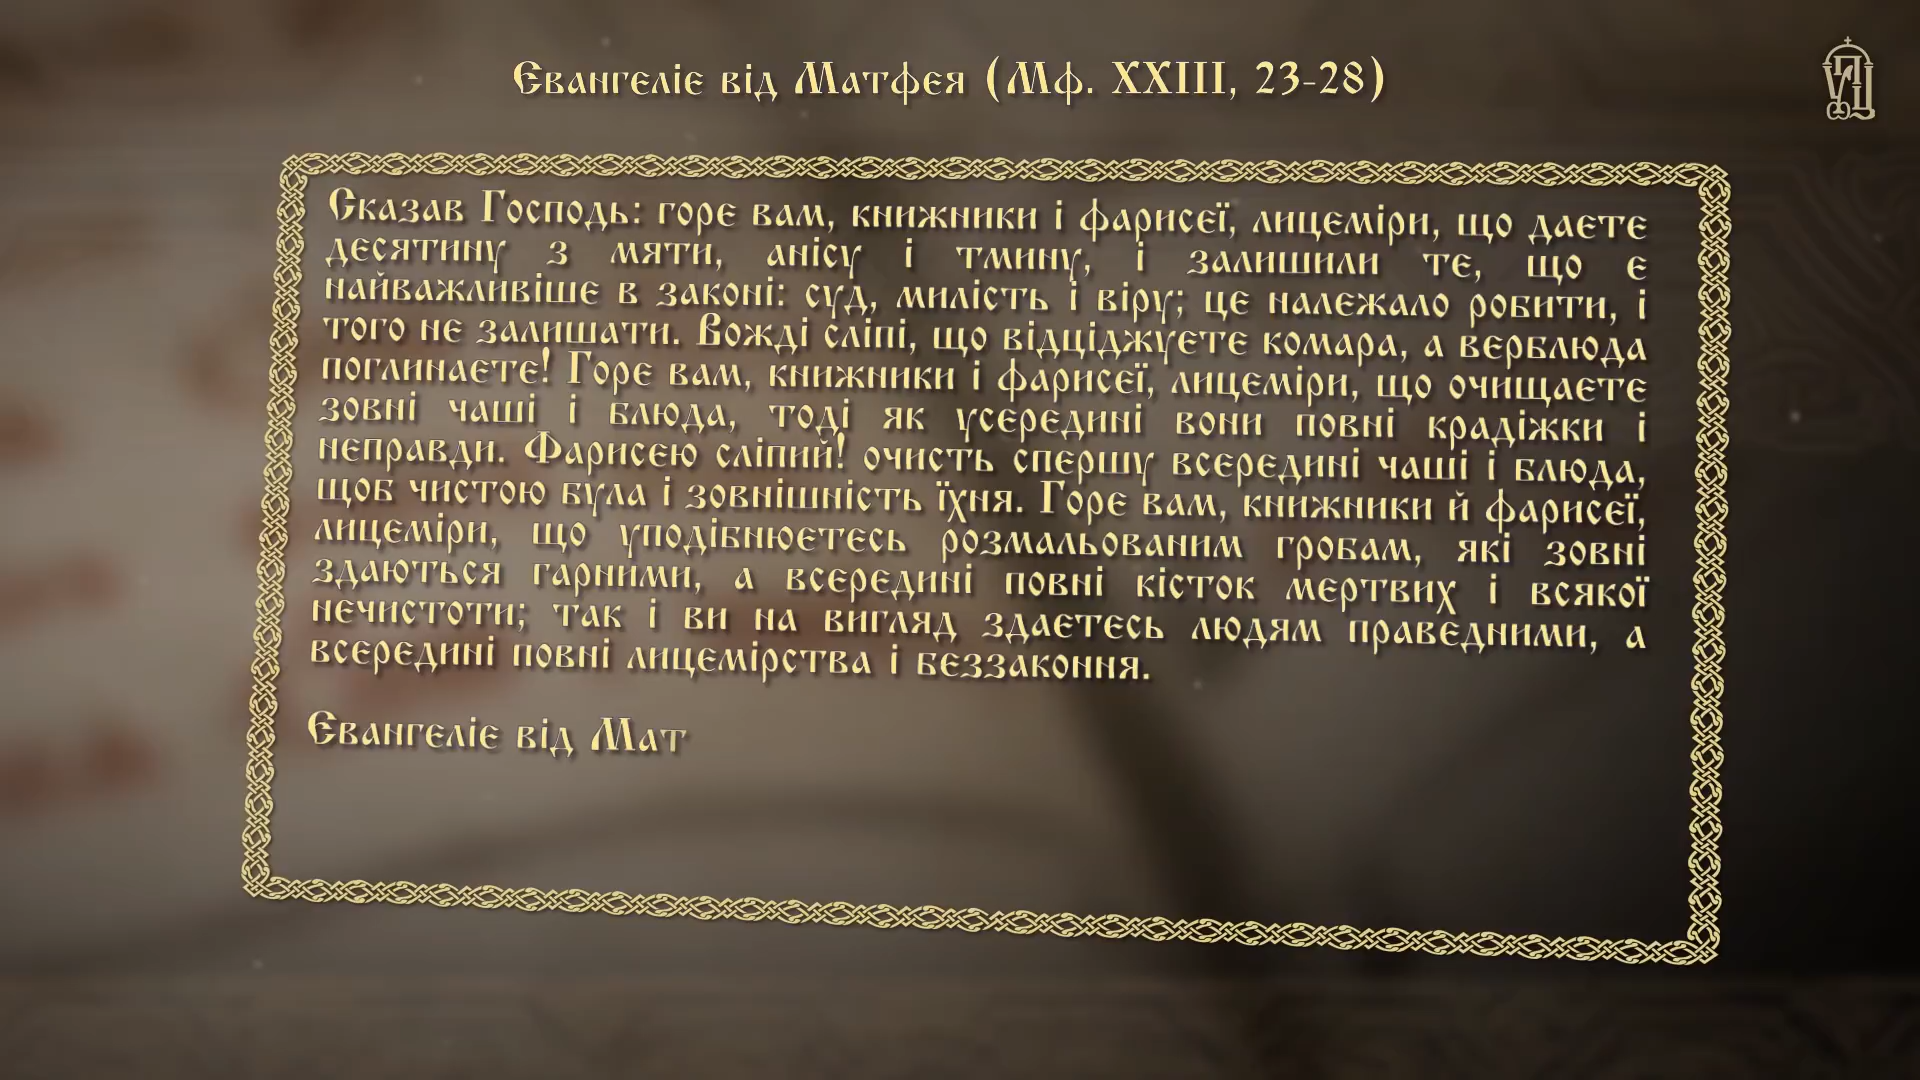 Євангеліє від Матфея (Мф. XXIII, 23-28)
Сказав Господь: горе вам, книжники і фарисеї, лицеміри, що даєте
десятину з мяти, анісу і тмину, і залишили те, що є
найважливіше в законі: суд, милість і віру; це належало робити, і
того не залишати. Вожді сліпі, що відціджуєте комара, а верблюда
поглинаєте! Горе вам, книжники і фарисеї, лицеміри, що очищаєте
зовні чаші і блюда, тоді як усередині вони повні крадіжки і
неправди. Фарисею сліпий! очисть спершу всередині чаші і блюда,
щоб чистою була і зовнішність їхня. Горе вам, книжники й фарисеї,
лицеміри, що уподібнюєтесь розмальованим гробам, які зовні
здаються гарними, а всередині повні кісток мертвих і всякої
нечистоти; так і ви на вигляд здаєтесь людям праведними, а
всередині повні лицемірства і беззаконня.
Євангеліє від Мат